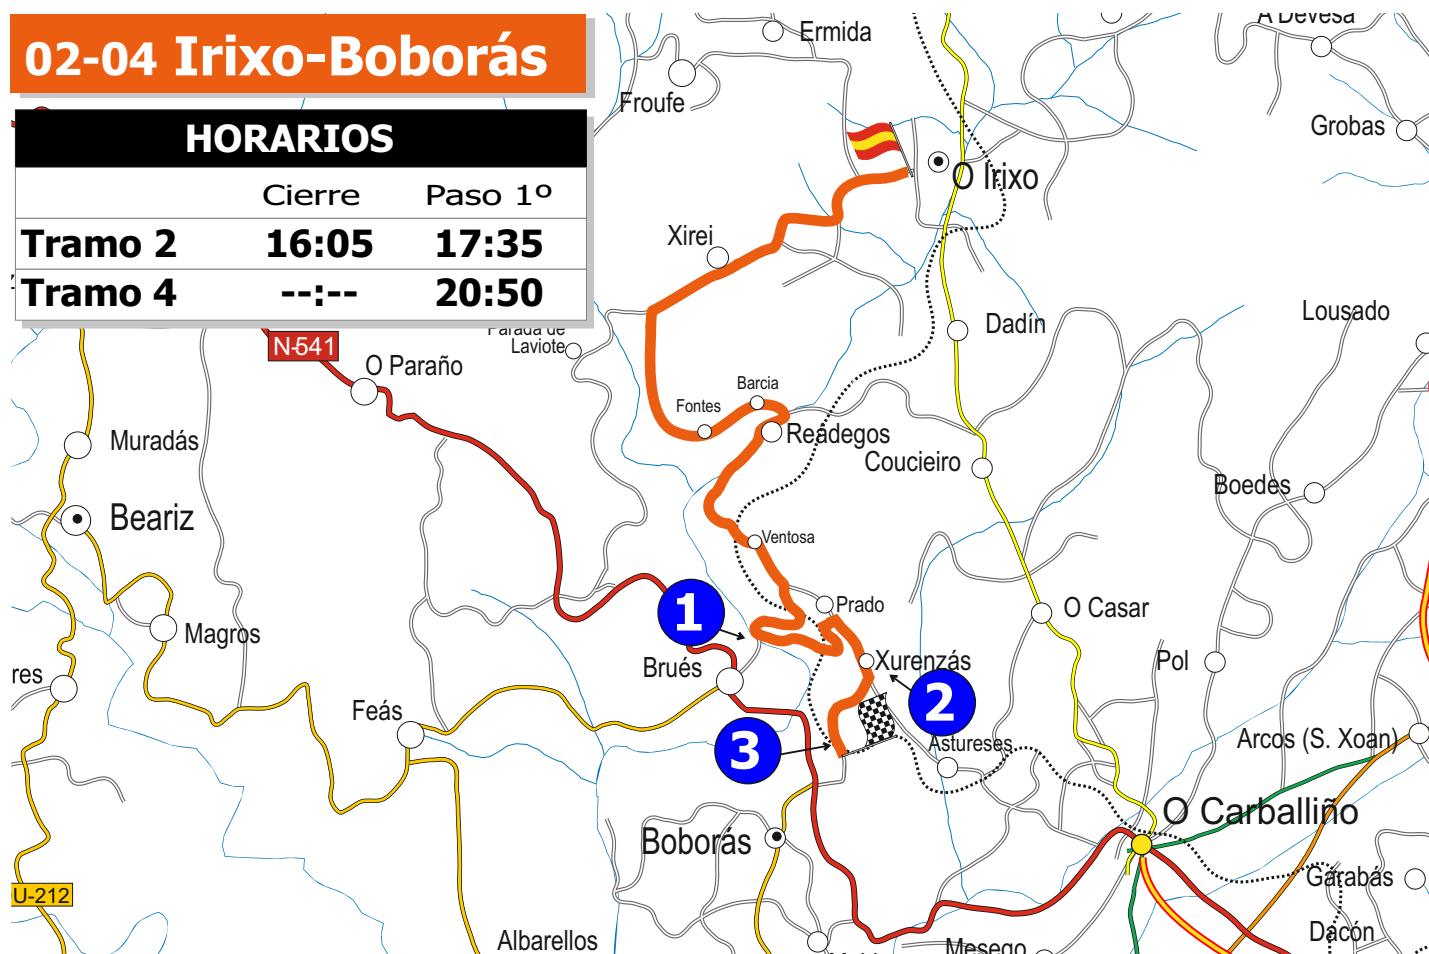 02-04 Irixo-Boborás
HORARIOS
Cierre Paso 1º
Tramo 2 16:05 17:35
Tramo 4 --:-- 20:50
Ermida
A Devesa
Froufe
Grobas
O Irixo
Xirei
Lousado
Dadín
N-541
Parada de
Laviote
O Paraño
Barcia
Fontes
Muradás
Readegos
Coucieiro
Boedes
Beariz
Ventosa
1
Prado
O Casar
Magros
Brués
Xurenzás
Pol
res
2
Feás
3
Astureses
Arcos (S. Xoan)
O Carballiño
Boborás
Garabás
U-212
Albarellos
Mesego
Dacón